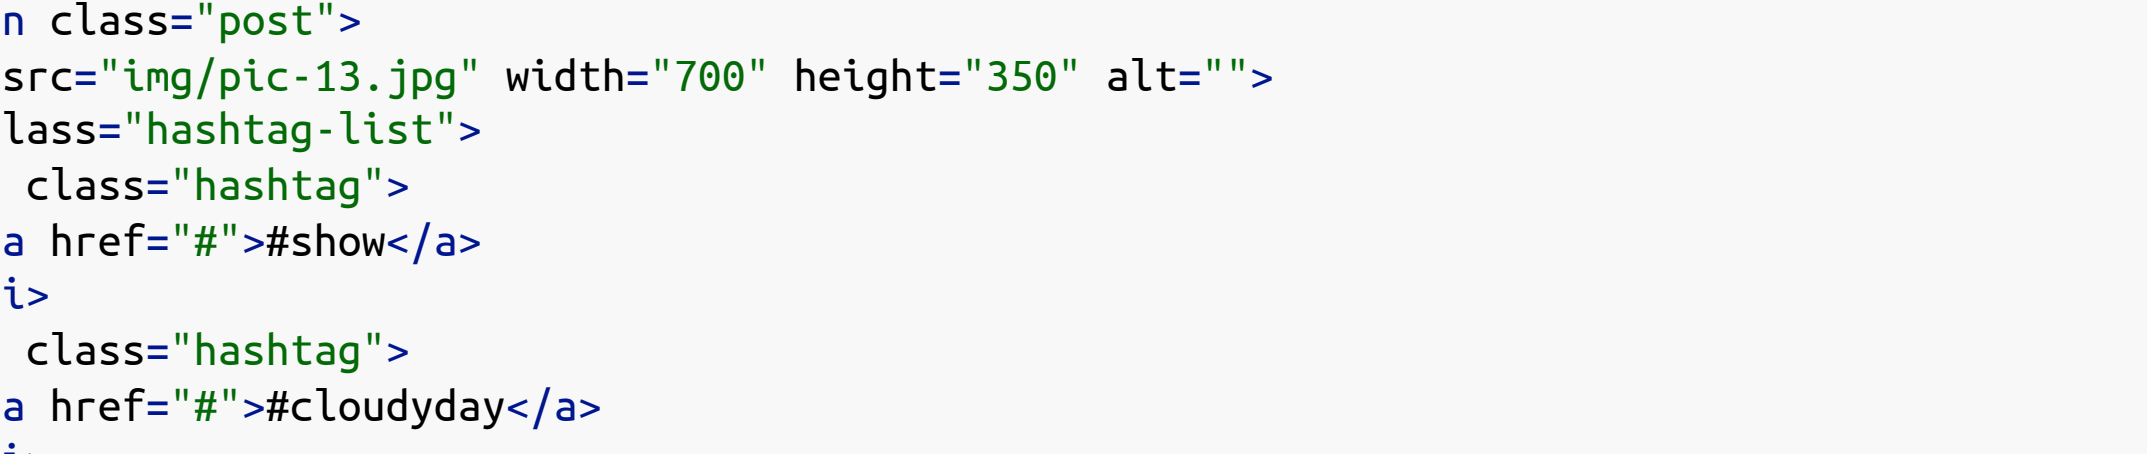 n class="post">
src="img/pic-13.jpg" width="700" height="350" alt="">
lass="hashtag-list">
class="hashtag">
a href="#">#show</a>
i>
class="hashtag">
a href="#">#cloudyday</a>